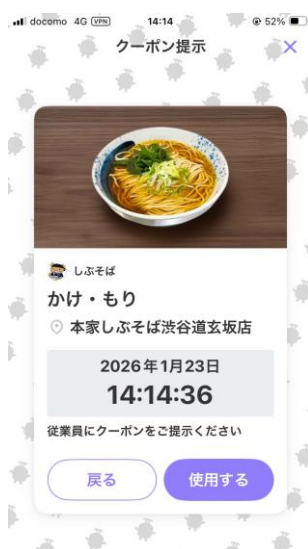 docomo 4G VPN 14:14 52%
クーポン提示
しぶそば
かけ・もり
本家しぶそば渋谷道玄坂店
2026年1月23日
14:14:36
従業員にクーポンをご提示ください
戻る 使用する